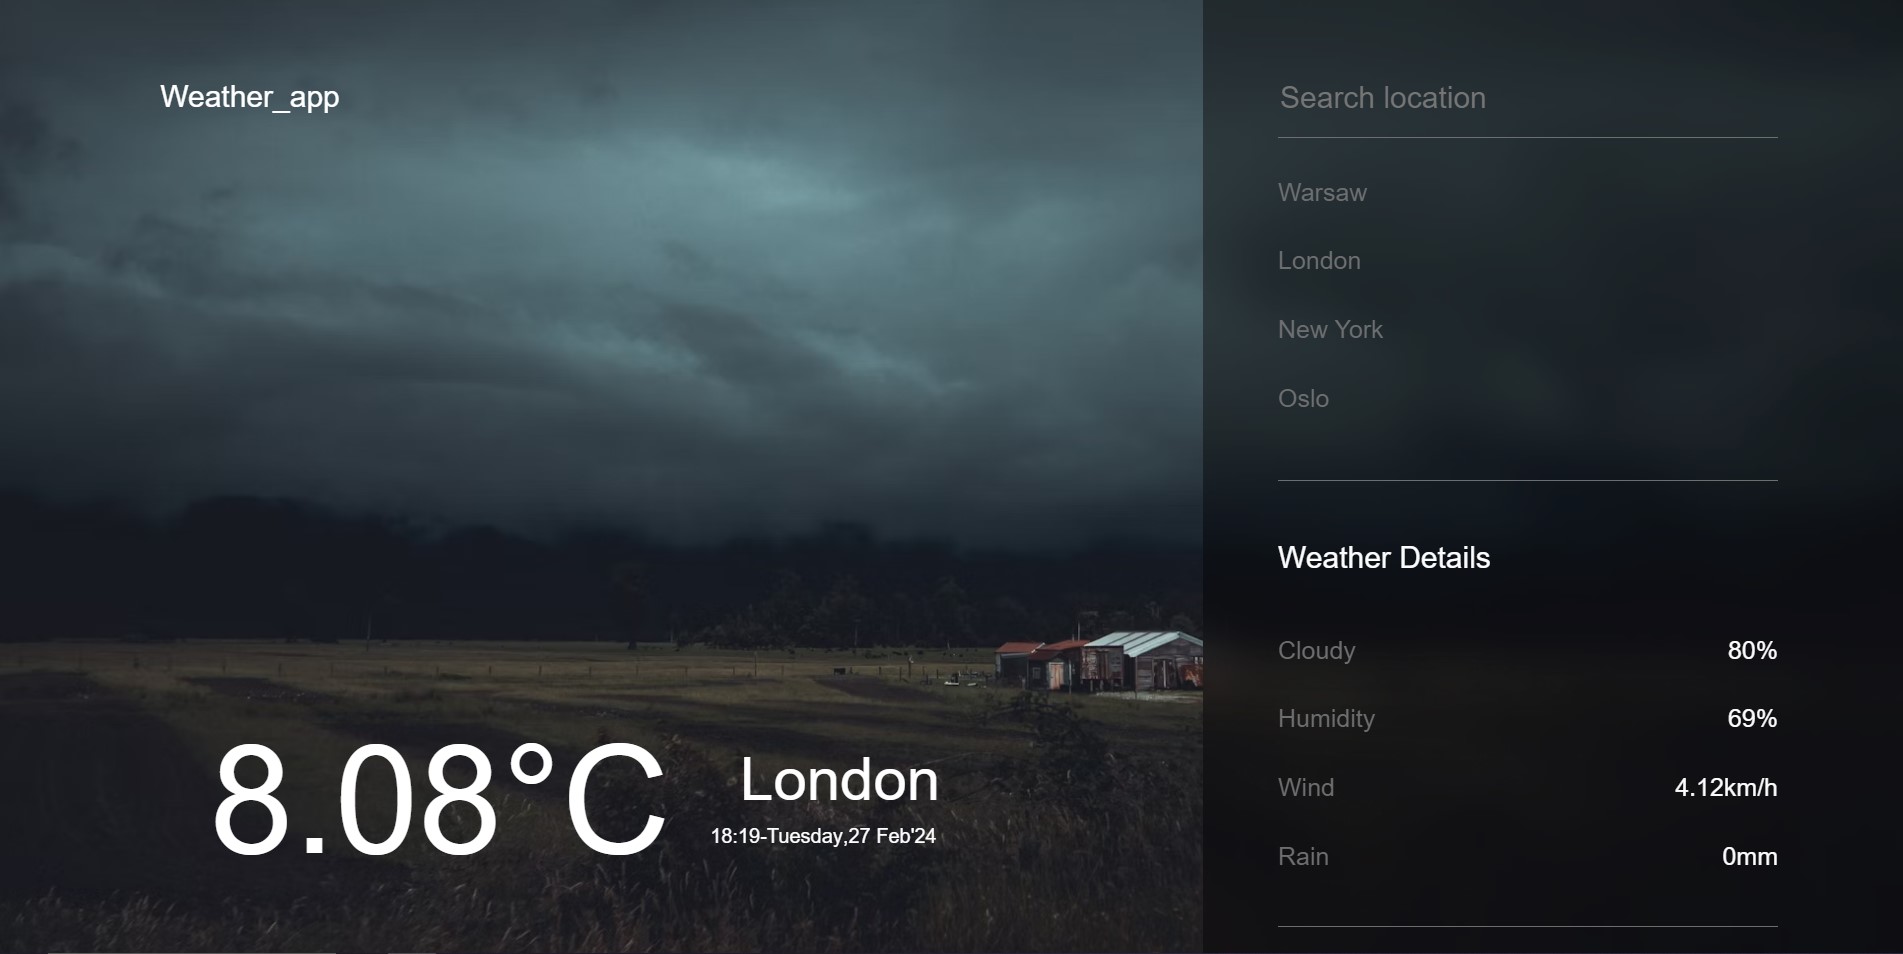 Weather_app
8.08°C
London
18:19-Tuesday,27 Feb'24
Search location
Warsaw
London
New York
Oslo
Weather Details
Cloudy 80%
Humidity 69%
Wind 4.12km/h
Rain 0mm